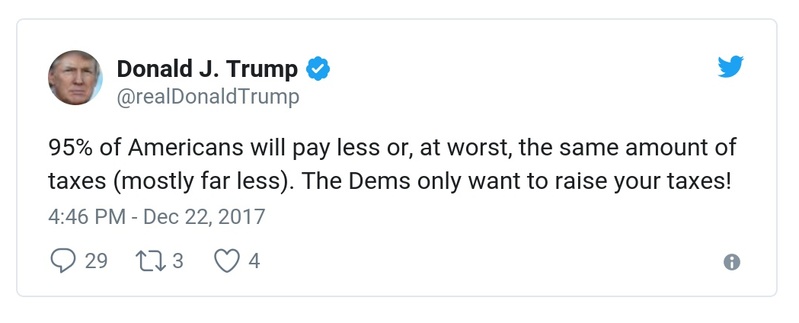 Donald J. Trump
@realDonaldTrump
95% of Americans will pay less or, at worst, the same amount of
taxes (mostly far less). The Dems only want to raise your taxes!
4:46 PM - Dec 22, 2017
29 3 4